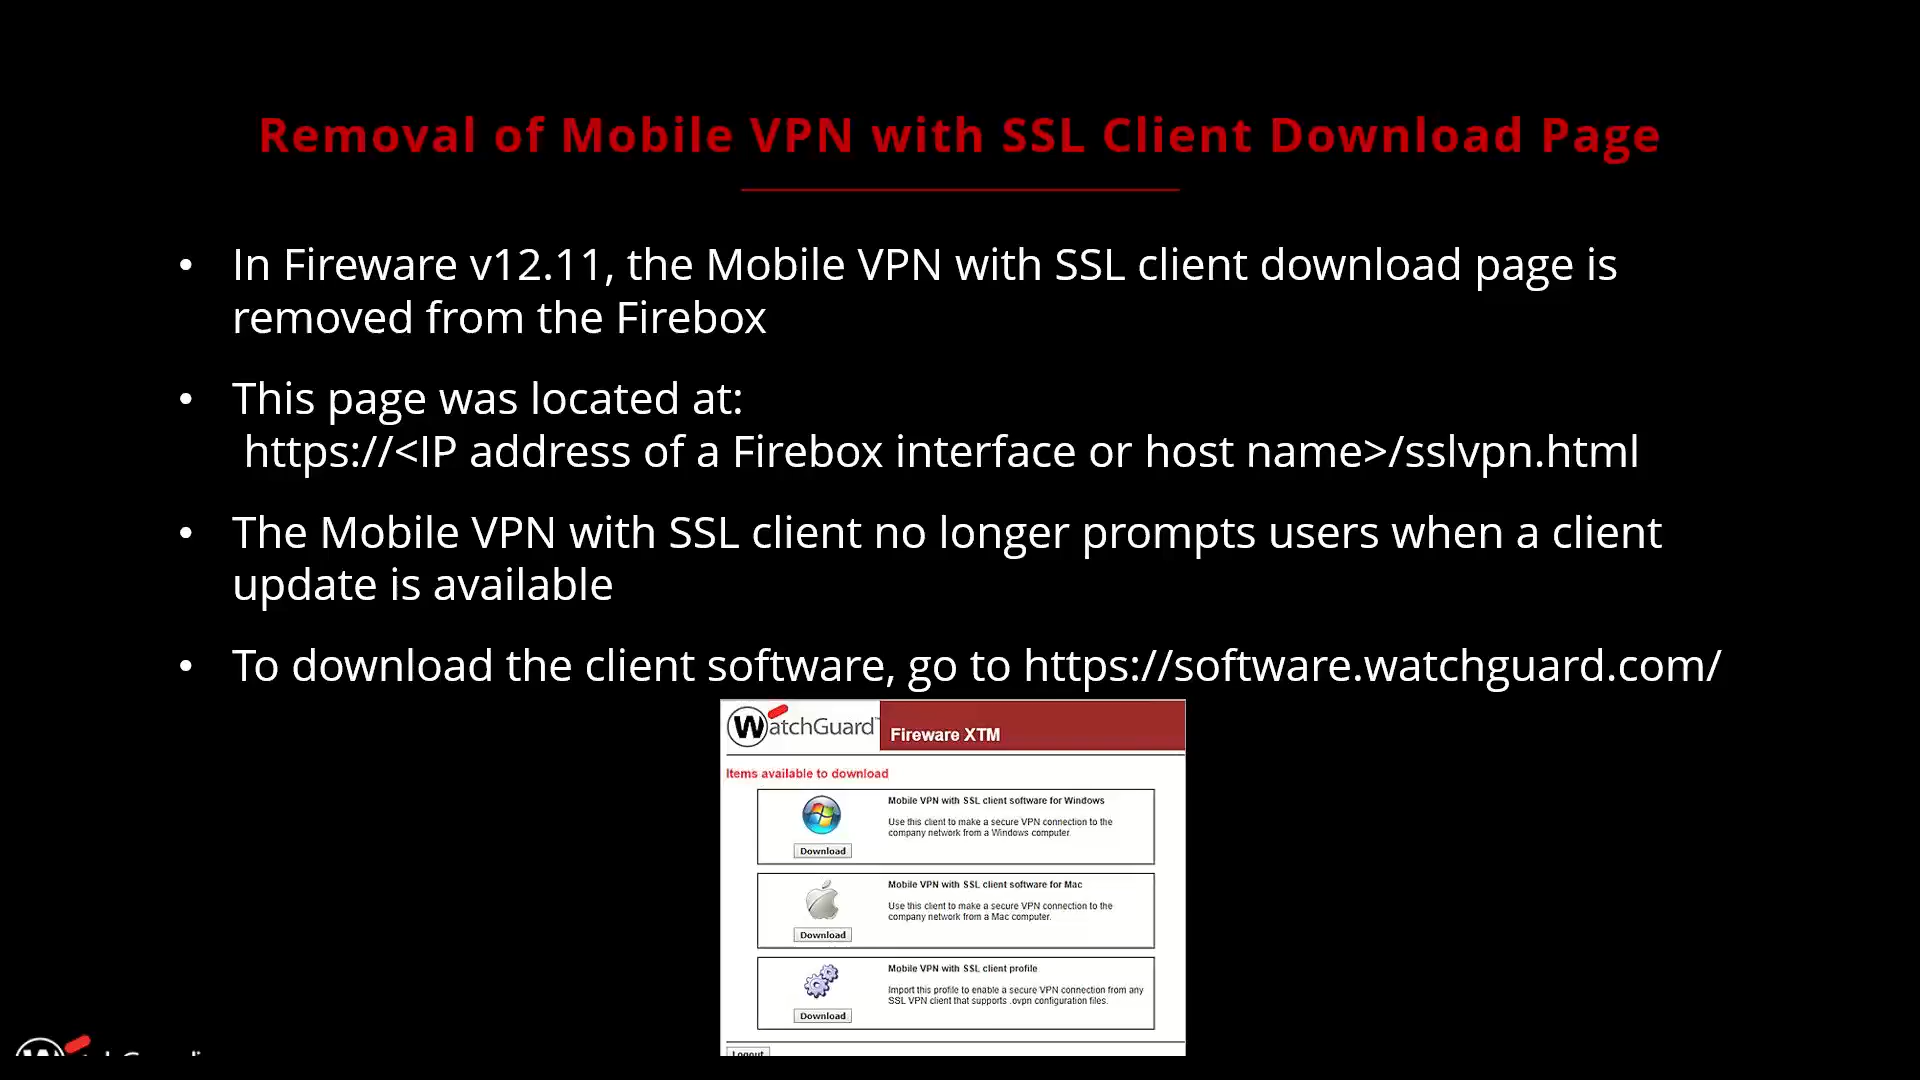 Removal of Mobile VPN with SSL Client Download Page
• In Fireware v12.11, the Mobile VPN with SSL client download page is
removed from the Firebox
• This page was located at:
https://<IP address of a Firebox interface or host name>/sslvpn.html
• The Mobile VPN with SSL client no longer prompts users when a client
update is available
• To download the client software, go to https://software.watchguard.com/
WatchGuard™
Fireware XTM
Items available to download
Mobile VPN with SSL client software for Windows
Use this client to make a secure VPN connection to the
company network from a Windows computer.
Download
Mobile VPN with SSL client software for Mac
Use this client to make a secure VPN connection to the
company network from a Mac computer.
Download
Mobile VPN with SSL client profile
Import this profile to enable a secure VPN connection from any
SSL VPN client that supports .ovpn configuration files.
Download
Logout